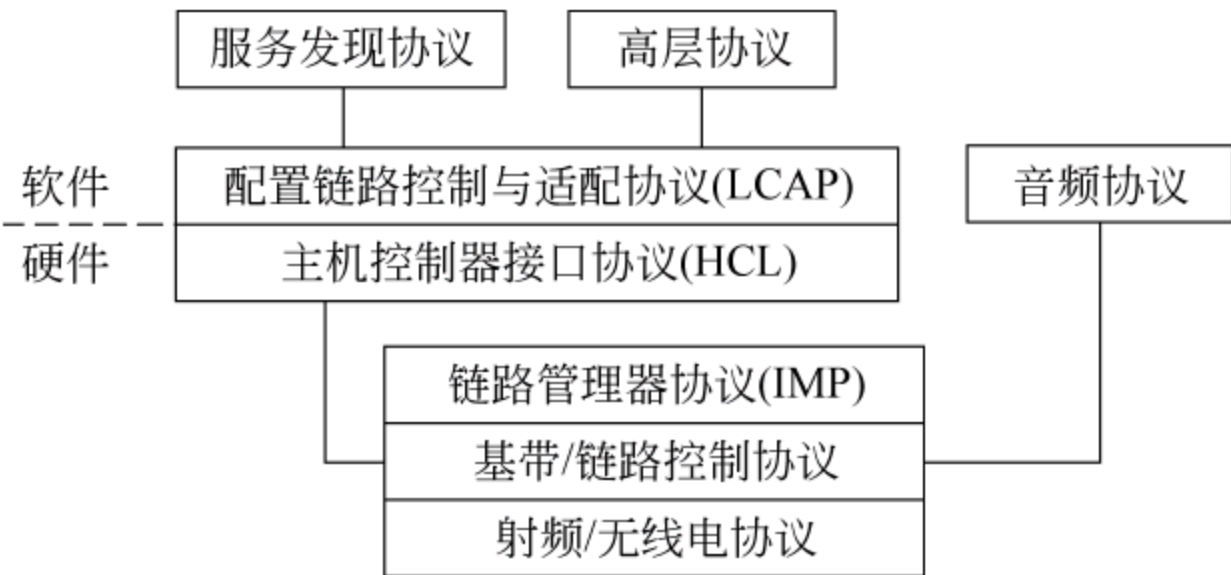 服务发现协议
高层协议
软件
配置链路控制与适配协议(LCAP)
音频协议
硬件
主机控制器接口协议(HCL)
链路管理器协议(IMP)
基带/链路控制协议
射频/无线电协议